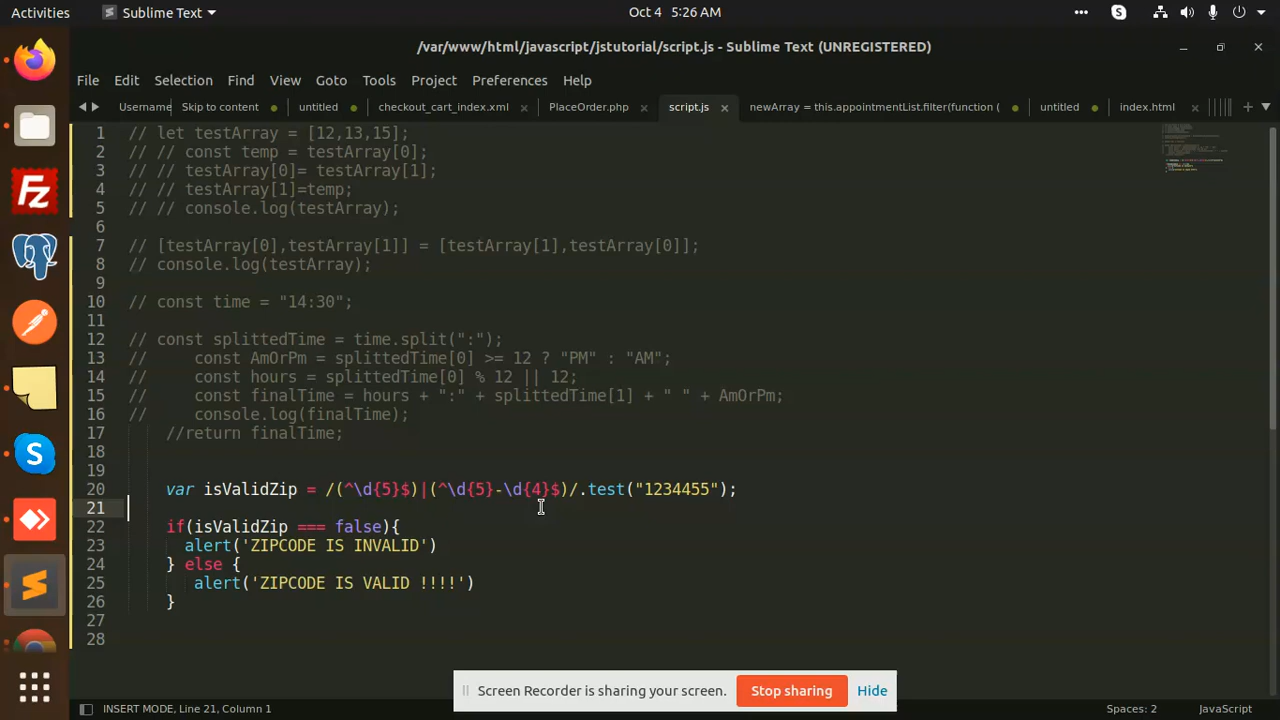 Activities Sublime Text Oct 4 5:26 AM
/var/www/html/javascript/jstutorial/script.js - Sublime Text (UNREGISTERED)
File Edit Selection Find View Goto Tools Project Preferences Help
Username Skip to content untitled checkout_cart_index.xml PlaceOrder.php script.js newArray = this.appointmentList.filter(function ( untitled index.html
1 // let testArray = [12,13,15];
2 // // const temp = testArray[0];
3 // // testArray[0]= testArray[1];
4 // // testArray[1]=temp;
5 // // console.log(testArray);
6
7 // [testArray[0],testArray[1]] = [testArray[1],testArray[0]];
8 // console.log(testArray);
9
10 // const time = "14:30";
11
12 // const splittedTime = time.split(":");
13 //     const AmOrPm = splittedTime[0] >= 12 ? "PM" : "AM";
14 //     const hours = splittedTime[0] % 12 || 12;
15 //     const finalTime = hours + ":" + splittedTime[1] + " " + AmOrPm;
16 //     console.log(finalTime);
17     //return finalTime;
18
19
20     var isValidZip = /(^\d{5}$)|(^\d{5}-\d{4}$)/.test("1234455");
21
22     if(isValidZip === false){
23       alert('ZIPCODE IS INVALID')
24     } else {
25        alert('ZIPCODE IS VALID !!!!')
26     }
27
28
Screen Recorder is sharing your screen. Stop sharing Hide
INSERT MODE, Line 21, Column 1 Spaces: 2 JavaScript